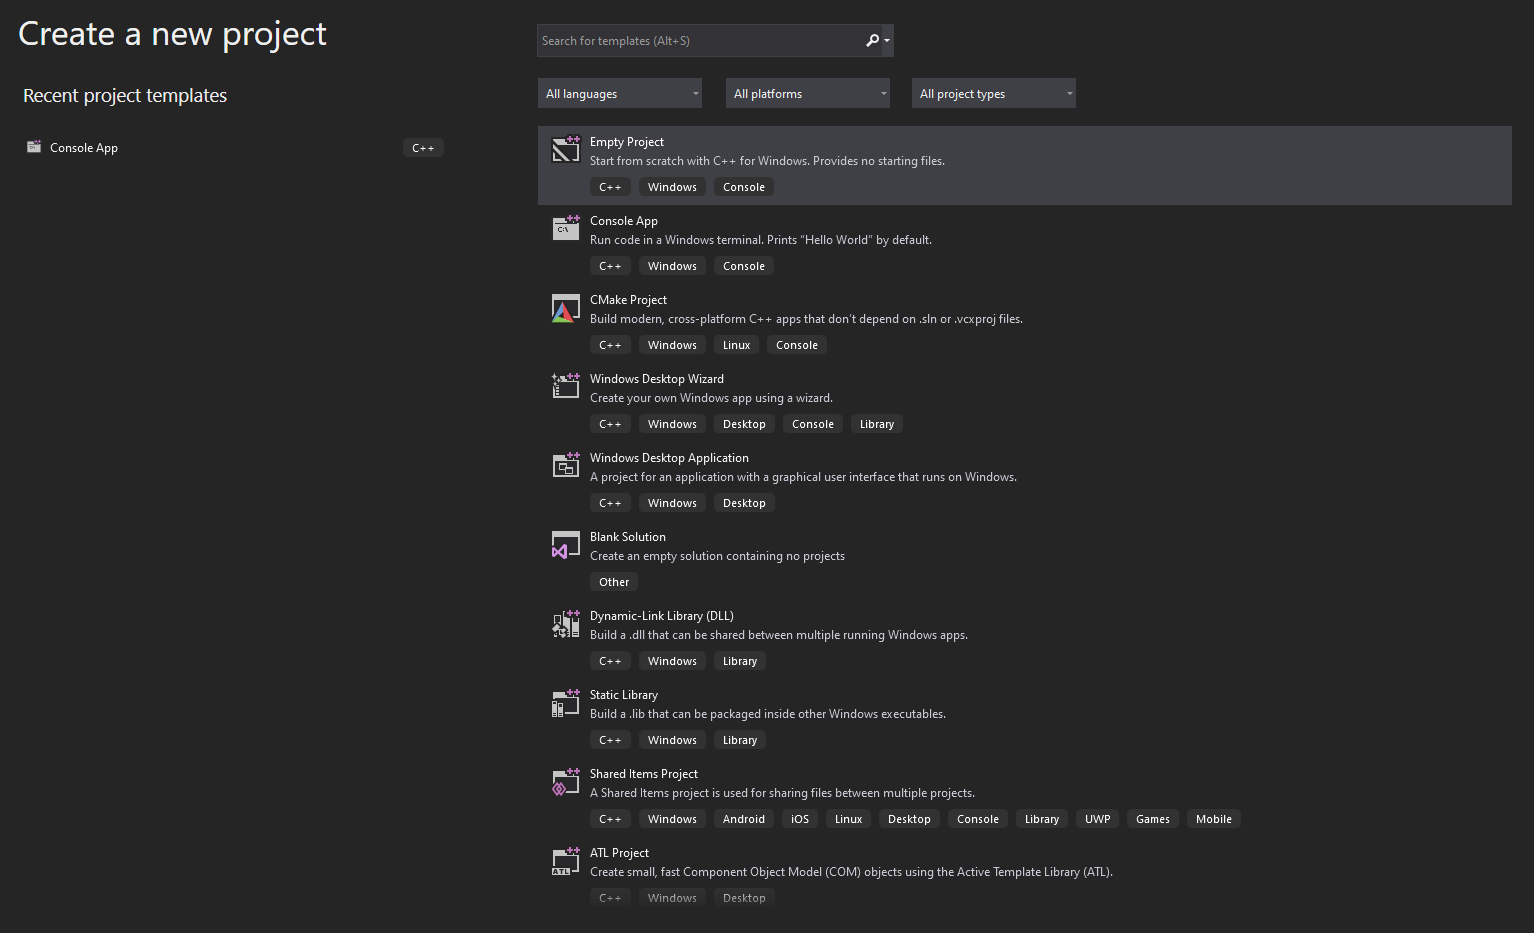 Create a new project
Recent project templates
Console App C++
Search for templates (Alt+S)
All languages All platforms All project types
Empty Project
Start from scratch with C++ for Windows. Provides no starting files.
C++ Windows Console
Console App
C:\
Run code in a Windows terminal. Prints "Hello World" by default.
C++ Windows Console
CMake Project
Build modern, cross-platform C++ apps that don't depend on .sln or .vcxproj files.
C++ Windows Linux Console
Windows Desktop Wizard
Create your own Windows app using a wizard.
C++ Windows Desktop Console Library
Windows Desktop Application
A project for an application with a graphical user interface that runs on Windows.
C++ Windows Desktop
Blank Solution
Create an empty solution containing no projects
Other
Dynamic-Link Library (DLL)
Build a .dll that can be shared between multiple running Windows apps.
C++ Windows Library
Static Library
Build a .lib that can be packaged inside other Windows executables.
C++ Windows Library
Shared Items Project
A Shared Items project is used for sharing files between multiple projects.
C++ Windows Android iOS Linux Desktop Console Library UWP Games Mobile
ATL Project
ATL
Create small, fast Component Object Model (COM) objects using the Active Template Library (ATL).
C++ Windows Desktop